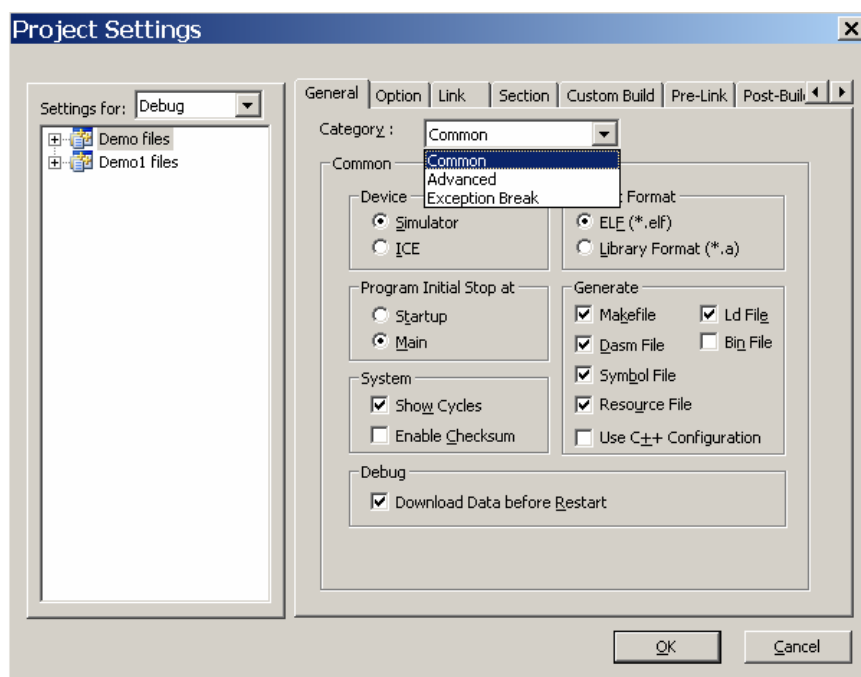 Project Settings
Settings for: Debug
Demo files
Demo1 files
General Option Link Section Custom Build Pre-Link Post-Buil
Category : Common
Common
Advanced
Exception Break
Common
Device
Simulator
ICE
Format
ELF (*.elf)
Library Format (*.a)
Program Initial Stop at
Startup
Main
Generate
Makefile Ld File
Dasm File Bin File
Symbol File
Resource File
Use C++ Configuration
System
Show Cycles
Enable Checksum
Debug
Download Data before Restart
OK Cancel